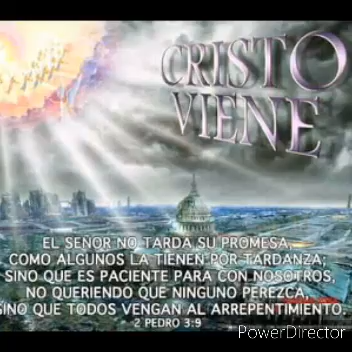 CRISTO
VIENE
EL SEÑOR NO TARDA SU PROMESA,
COMO ALGUNOS LA TIENEN POR TARDANZA;
SINO QUE ES PACIENTE PARA CON NOSOTROS,
NO QUERIENDO QUE NINGUNO PEREZCA,
SINO QUE TODOS VENGAN AL ARREPENTIMIENTO.
2 PEDRO 3:9
PowerDirector